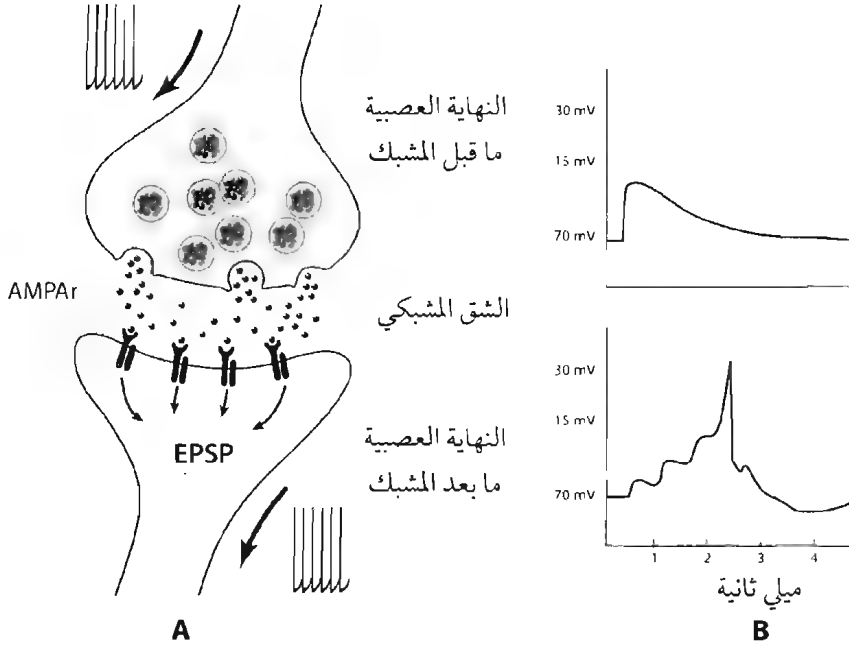 النهاية العصبية
ما قبل المشبك
AMPAr
الشق المشبكي
النهاية العصبية
ما بعد المشبك
EPSP
A
30 mV
15 mV
70 mV
30 mV
15 mV
70 mV
1 2 3 4
ميلي ثانية
B